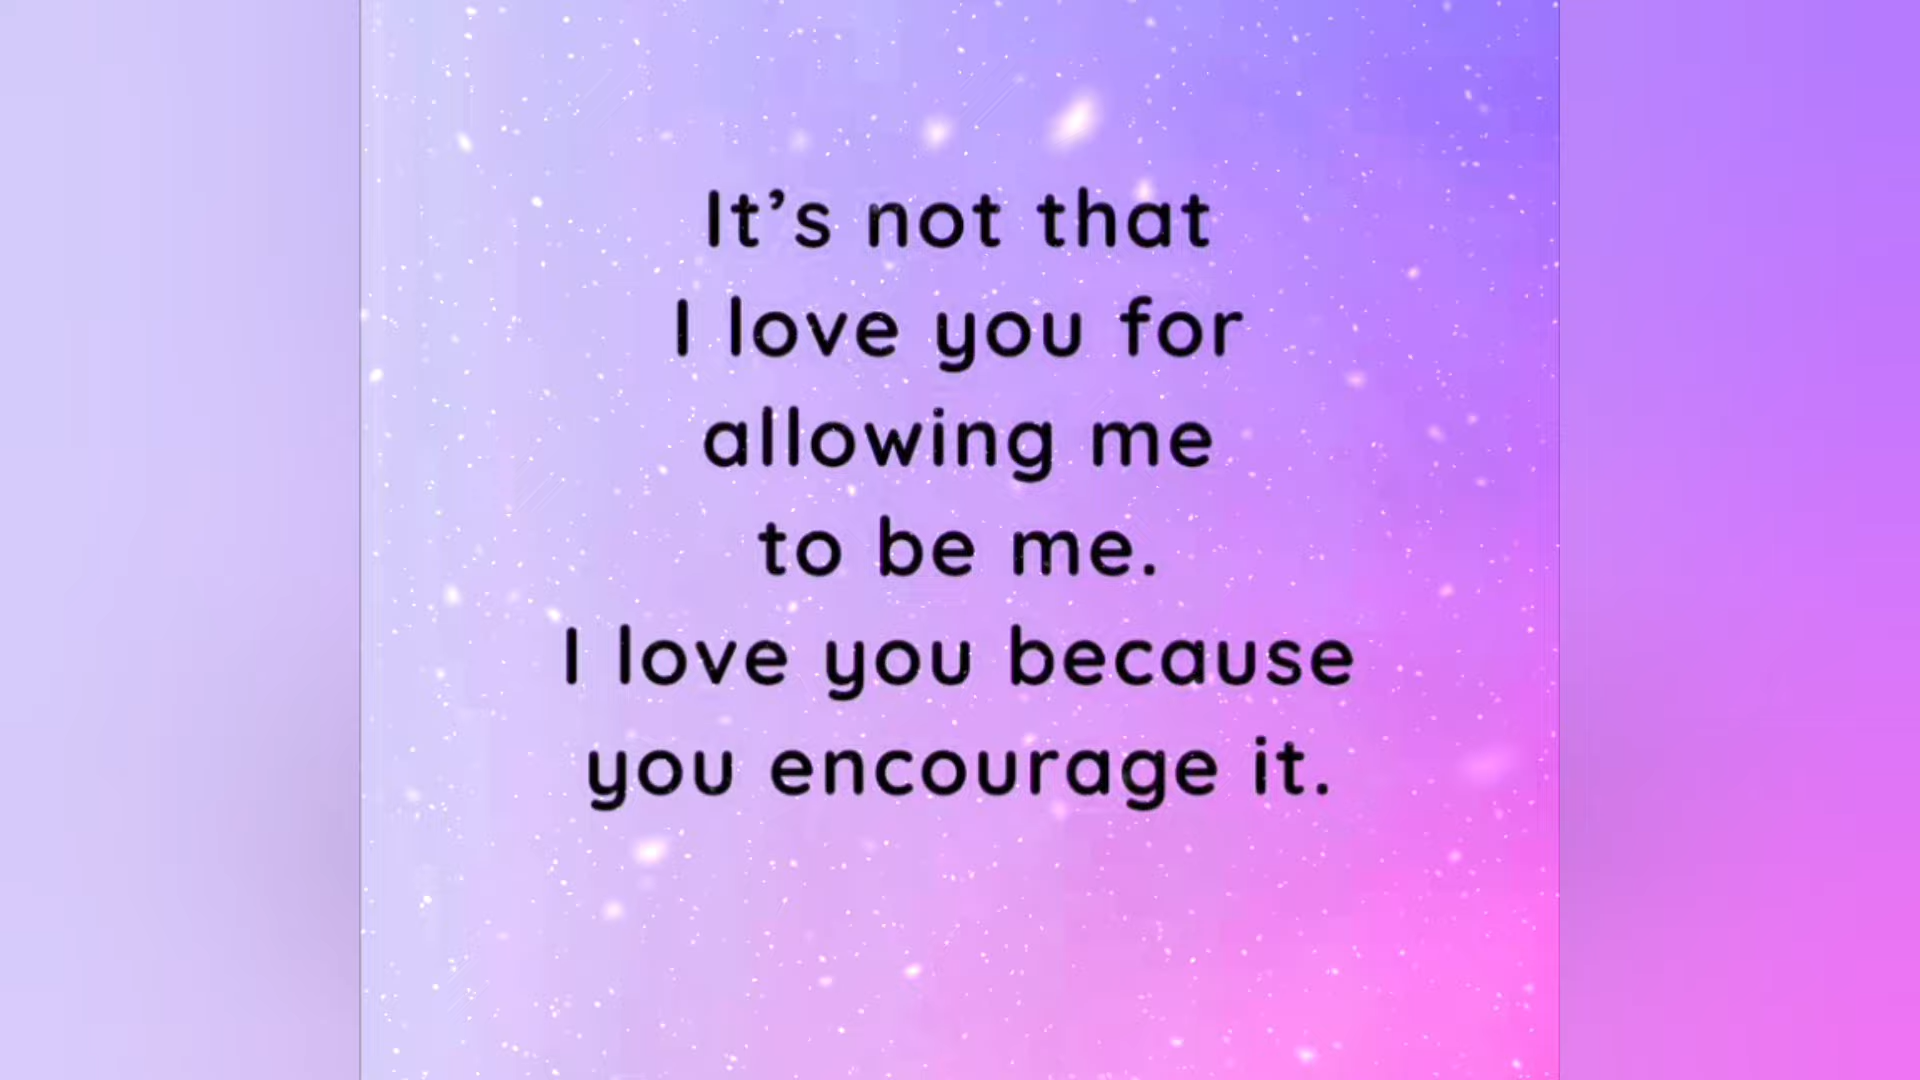 It’s not that
I love you for
allowing me
to be me.
I love you because
you encourage it.